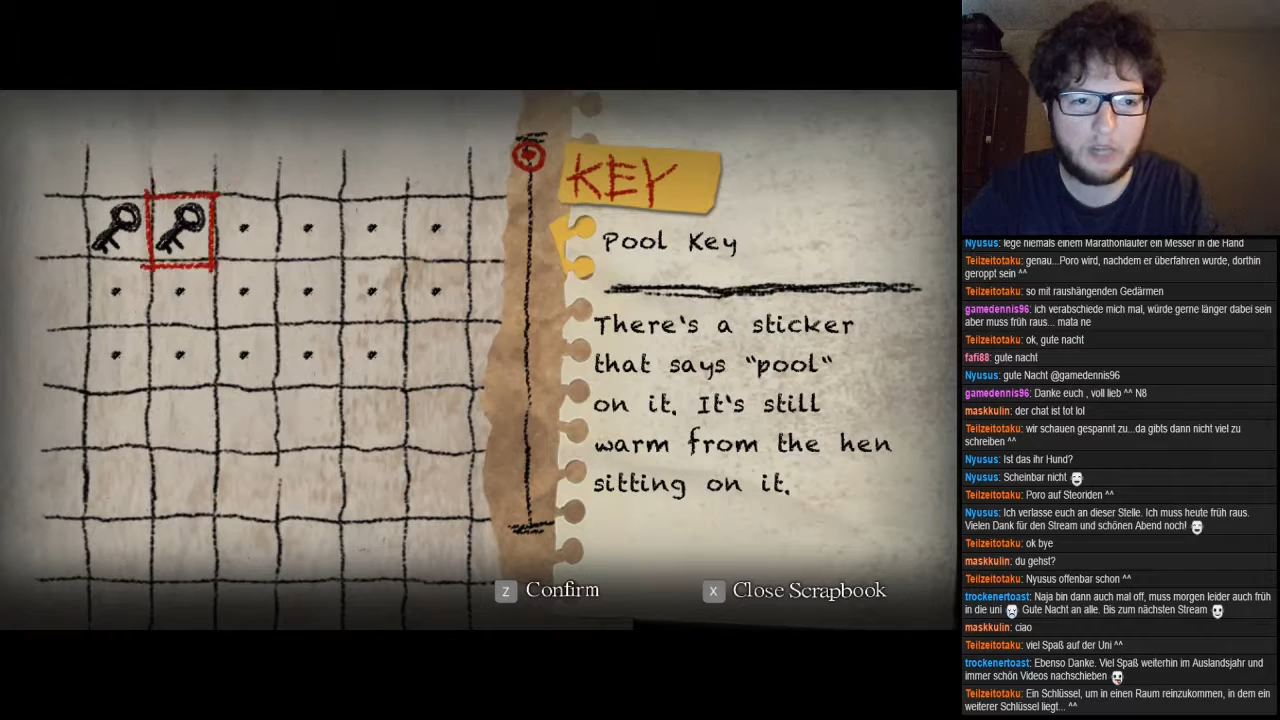 KEY
Pool Key
There's a sticker
that says "pool"
on it. It's still
warm from the hen
sitting on it.
Z Confirm
X Close Scrapbook
Nyusus: lege niemals einem Marathonläufer ein Messer in die Hand
Teilzeitotaku: genau...Poro wird, nachdem er überfahren wurde, dorthin
geroppt sein ^^
Teilzeitotaku: so mit raushängenden Gedärmen
gamedennis96: ich verabschiede mich mal, würde gerne länger dabei sein
aber muss früh raus... mata ne
Teilzeitotaku: ok, gute nacht
fafi88: gute nacht
Nyusus: gute Nacht @gamedennis96
gamedennis96: Danke euch , voll lieb ^^ N8
maskkulin: der chat ist tot lol
Teilzeitotaku: wir schauen gespannt zu...da gibts dann nicht viel zu
schreiben ^^
Nyusus: Ist das ihr Hund?
Nyusus: Scheinbar nicht
Teilzeitotaku: Poro auf Steoriden ^^
Nyusus: Ich verlasse euch an dieser Stelle. Ich muss heute früh raus.
Vielen Dank für den Stream und schönen Abend noch!
Teilzeitotaku: ok bye
maskkulin: du gehst?
Teilzeitotaku: Nyusus offenbar schon ^^
trockenertoast: Naja bin dann auch mal off, muss morgen leider auch früh
in die uni Gute Nacht an alle. Bis zum nächsten Stream
maskkulin: ciao
Teilzeitotaku: viel Spaß auf der Uni ^^
trockenertoast: Ebenso Danke. Viel Spaß weiterhin im Auslandsjahr und
immer schön Videos nachschieben
Teilzeitotaku: Ein Schlüssel, um in einen Raum reinzukommen, in dem ein
weiterer Schlüssel liegt... ^^